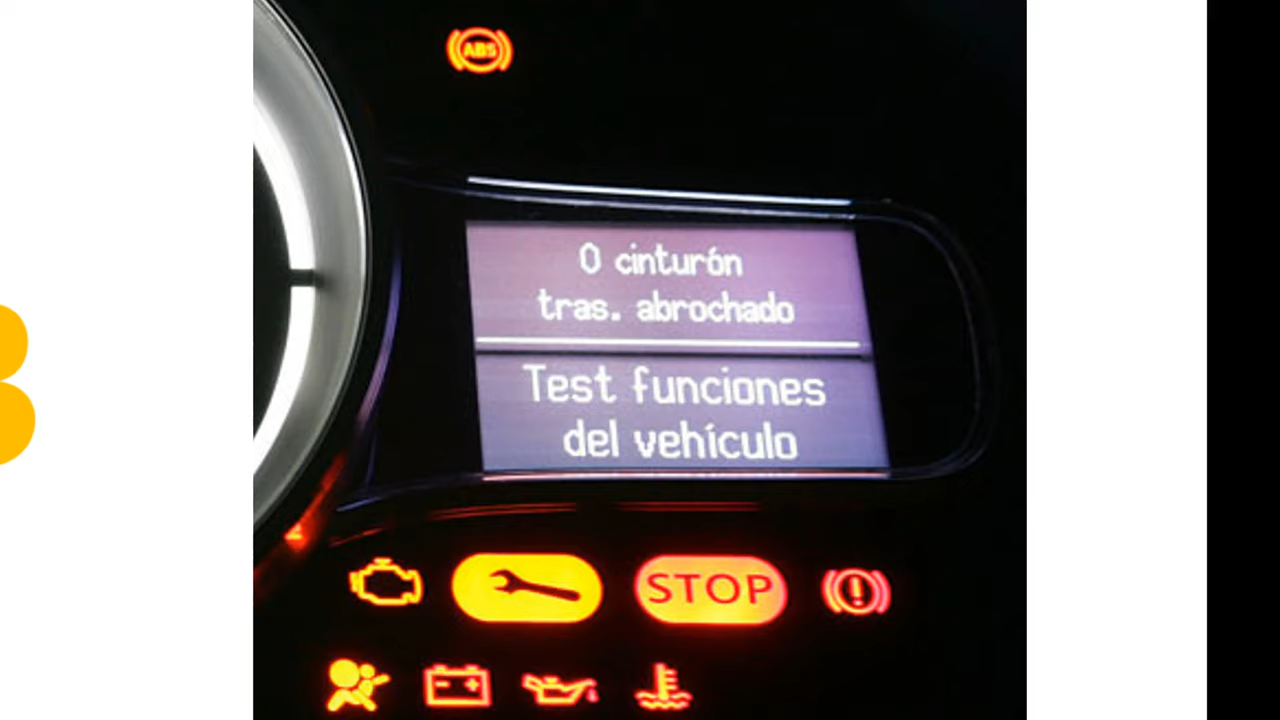 ABS
0 cinturón
tras. abrochado
Test funciones
del vehículo
STOP